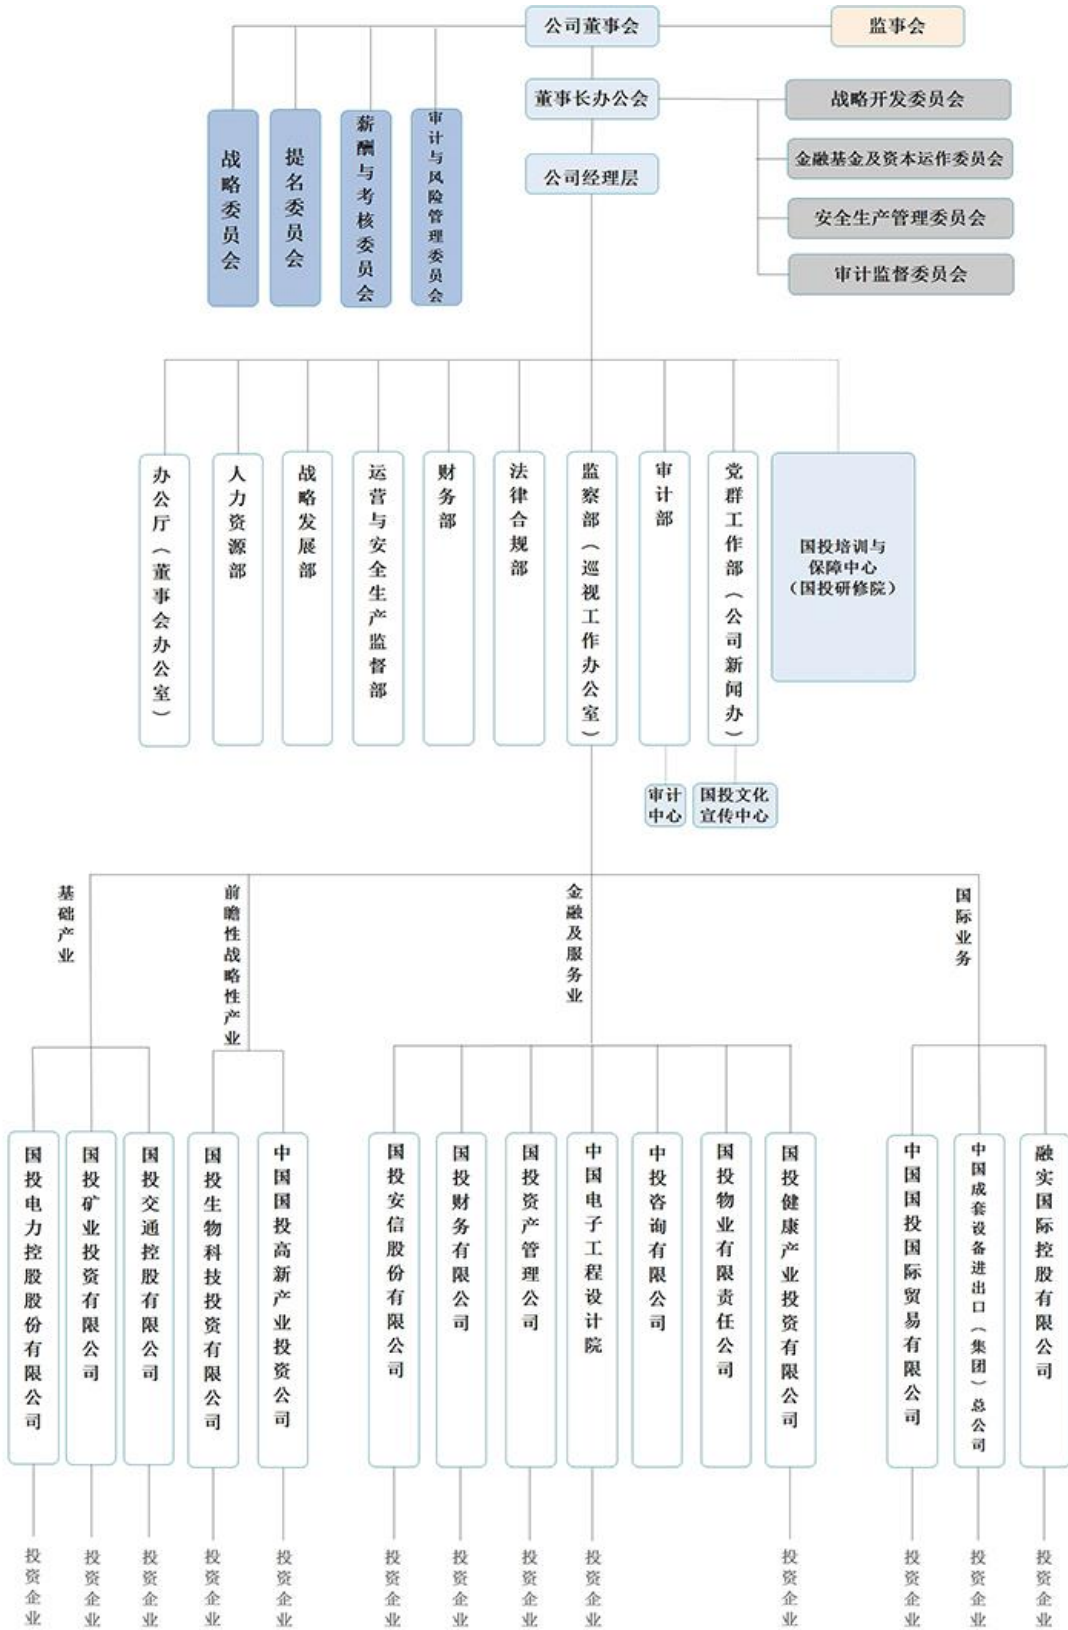 公司董事会
监事会
董事长办公会
公司经理层
战略开发委员会
金融基金及资本运作委员会
安全生产管理委员会
审计监督委员会
战略委员会
提名委员会
薪酬与考核委员会
审计与风险管理委员会
办公厅（董事会办公室）
人力资源部
战略发展部
运营与安全生产监督部
财务部
法律合规部
监察部（巡视工作办公室）
审计部
党群工作部（公司新闻办）
国投培训与
保障中心
（国投研修院）
审计
中心
国投文化
宣传中心
基础产业
前瞻性战略性产业
金融及服务业
国际业务
国投电力控股股份有限公司
国投矿业投资有限公司
国投交通控股有限公司
国投生物科技投资有限公司
中国国投高新产业投资公司
国投安信股份有限公司
国投财务有限公司
国投资产管理公司
中国电子工程设计院
中投咨询有限公司
国投物业有限责任公司
国投健康产业投资有限公司
中国国投国际贸易有限公司
中国成套设备进出口（集团）总公司
融实国际控股有限公司
投资企业
投资企业
投资企业
投资企业
投资企业
投资企业
投资企业
投资企业
投资企业
投资企业
投资企业
投资企业
投资企业